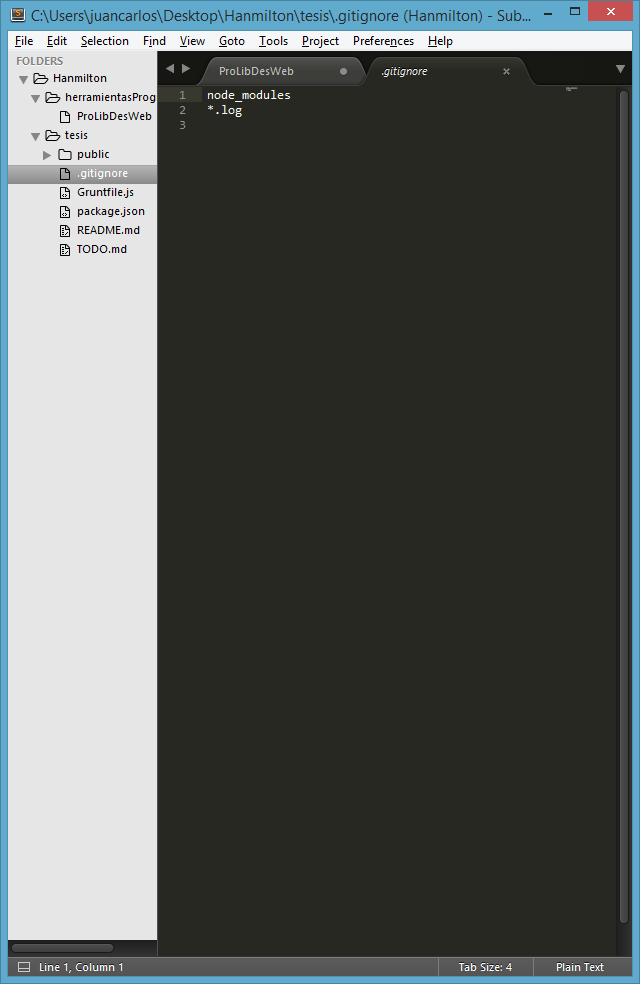 C:\Users\juancarlos\Desktop\Hanmilton\tesis\.gitignore (Hanmilton) - Sub...
File Edit Selection Find View Goto Tools Project Preferences Help
FOLDERS
Hanmilton
herramientasProg
ProLibDesWeb
tesis
public
.gitignore
Gruntfile.js
package.json
README.md
TODO.md
ProLibDesWeb .gitignore
1 node_modules
2 *.log
3
Line 1, Column 1 Tab Size: 4 Plain Text